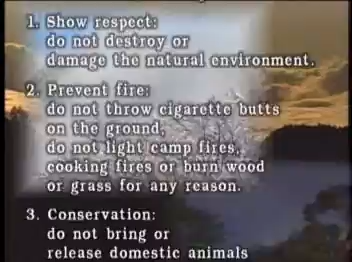 1. Show respect:
do not destroy or
damage the natural environment.
2. Prevent fire:
do not throw cigarette butts
on the ground,
do not light camp fires,
cooking fires or burn wood
or grass for any reason.
3. Conservation:
do not bring or
release domestic animals